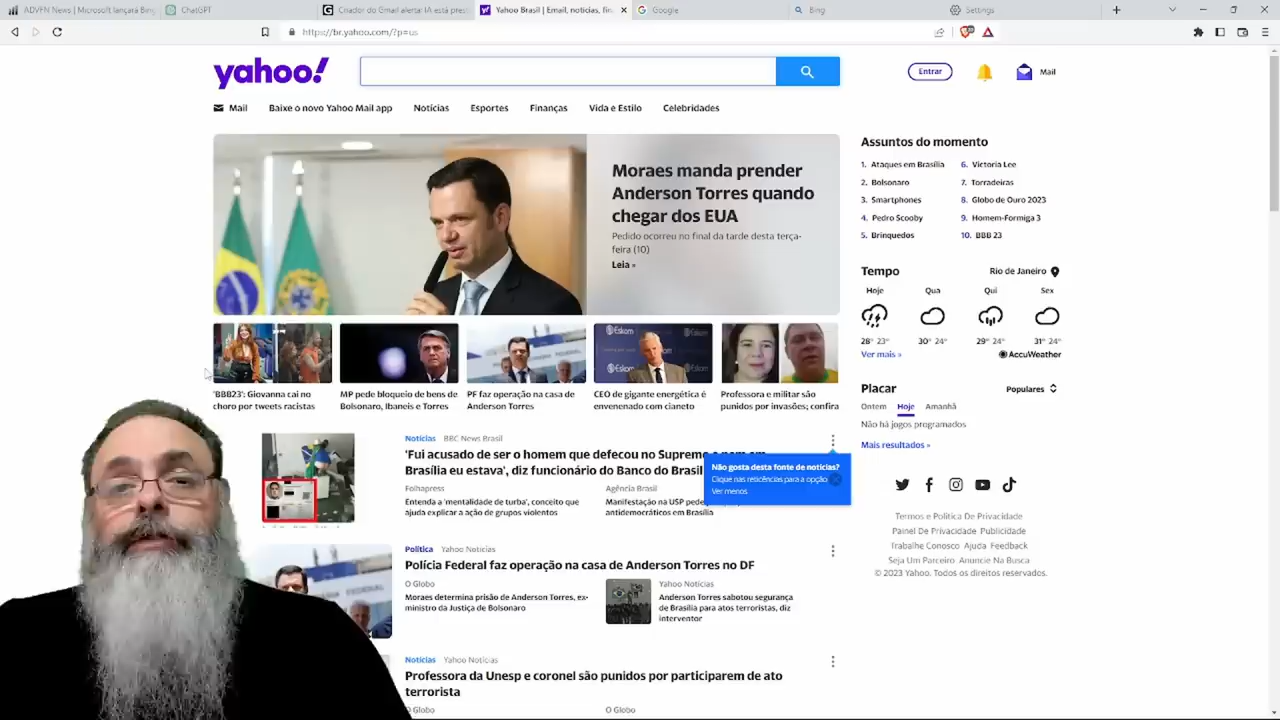 ADVFN News | Microsoft lançará Bing
ChatGPT
Criador do Gmail alerta: IA está prest
Yahoo Brasil | Email, notícias, fin
Google
Bing
Settings
https://br.yahoo.com/?p=us
yahoo!
Entrar
Mail
Mail
Baixe o novo Yahoo Mail app
Notícias
Esportes
Finanças
Vida e Estilo
Celebridades
Moraes manda prender
Anderson Torres quando
chegar dos EUA
Pedido ocorreu no final da tarde desta terça-
feira (10)
Leia »
'BBB23': Giovanna cai no
choro por tweets racistas
MP pede bloqueio de bens de
Bolsonaro, Ibaneis e Torres
PF faz operação na casa de
Anderson Torres
Eskom
Eskom
CEO de gigante energética é
envenenado com cianeto
Professora e militar são
punidos por invasões; confira
Notícias BBC News Brasil
'Fui acusado de ser o homem que defecou no Supremo e nem em
Brasília eu estava', diz funcionário do Banco do Brasil
Folhapress
Entenda a 'mentalidade de turba', conceito que
ajuda explicar a ação de grupos violentos
Agência Brasil
Manifestação na USP pede
antidemocráticos em Brasília
Não gosta desta fonte de notícias?
Clique nas reticências para a opção
Ver menos
Política Yahoo Notícias
Polícia Federal faz operação na casa de Anderson Torres no DF
O Globo
Moraes determina prisão de Anderson Torres, ex-
ministro da Justiça de Bolsonaro
Yahoo Notícias
Anderson Torres sabotou segurança
de Brasília para atos terroristas, diz
interventor
Notícias Yahoo Notícias
Professora da Unesp e coronel são punidos por participarem de ato
terrorista
O Globo
O Globo
Assuntos do momento
1. Ataques em Brasília
2. Bolsonaro
3. Smartphones
4. Pedro Scooby
5. Brinquedos
6. Victoria Lee
7. Torradeiras
8. Globo de Ouro 2023
9. Homem-Formiga 3
10. BBB 23
Tempo
Rio de Janeiro
Hoje
Qua
Qui
Sex
28° 23°
30° 24°
29° 24°
31° 24°
Ver mais »
AccuWeather
Placar
Populares
Ontem
Hoje
Amanhã
Não há jogos programados
Mais resultados »
Termos e Política De Privacidade
Painel De Privacidade Publicidade
Trabalhe Conosco Ajuda Feedback
Seja Um Parceiro Anuncie Na Busca
© 2023 Yahoo. Todos os direitos reservados.